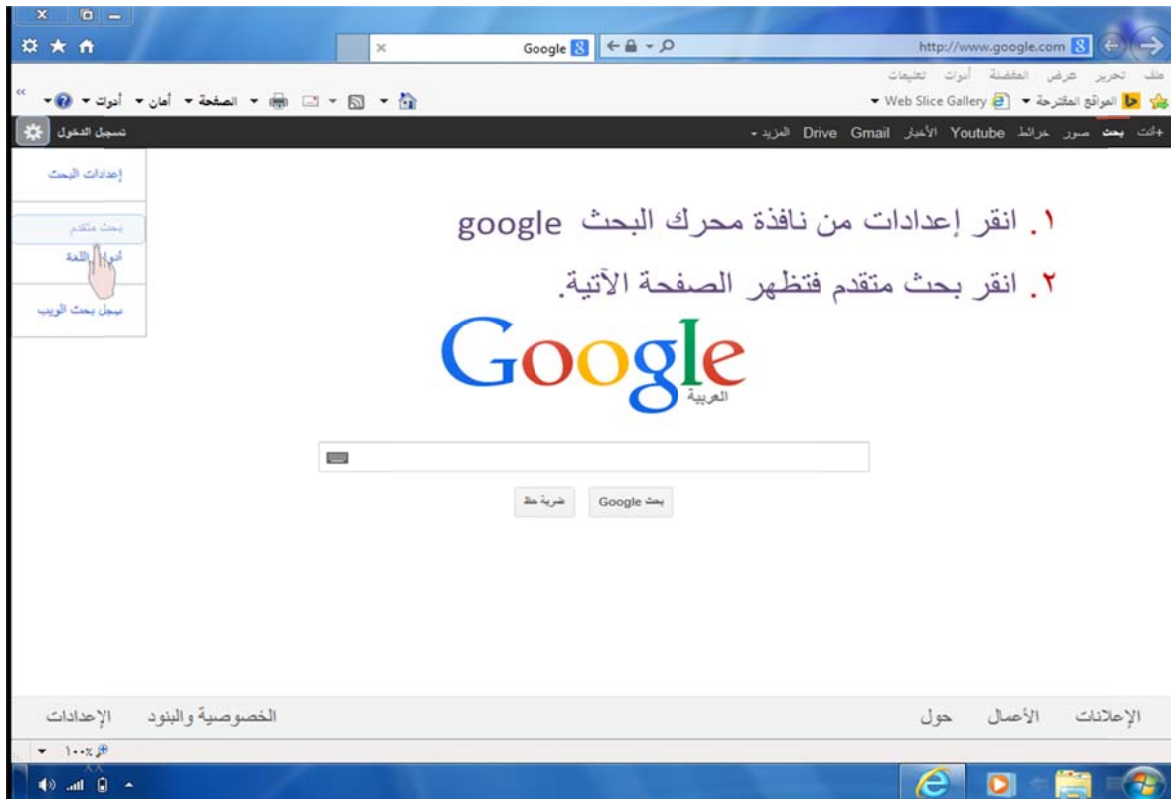 Google
http://www.google.com
ملف تحرير عرض المفضلة أدوات تعليمات
المواقع المقترحة Web Slice Gallery
الصفحة أمان أدوات
+أنت بحث صور خرائط Youtube الأخبار Gmail Drive المزيد
تسجيل الدخول
إعدادات البحث
بحث متقدم
أدوات اللغة
سجل بحث الويب
١. انقر إعدادات من نافذة محرك البحث google
٢. انقر بحث متقدم فتظهر الصفحة الآتية.
Google
العربية
بحث Google ضربة حظ
الإعلانات الأعمال حول الخصوصية والبنود الإعدادات
١٠٠%